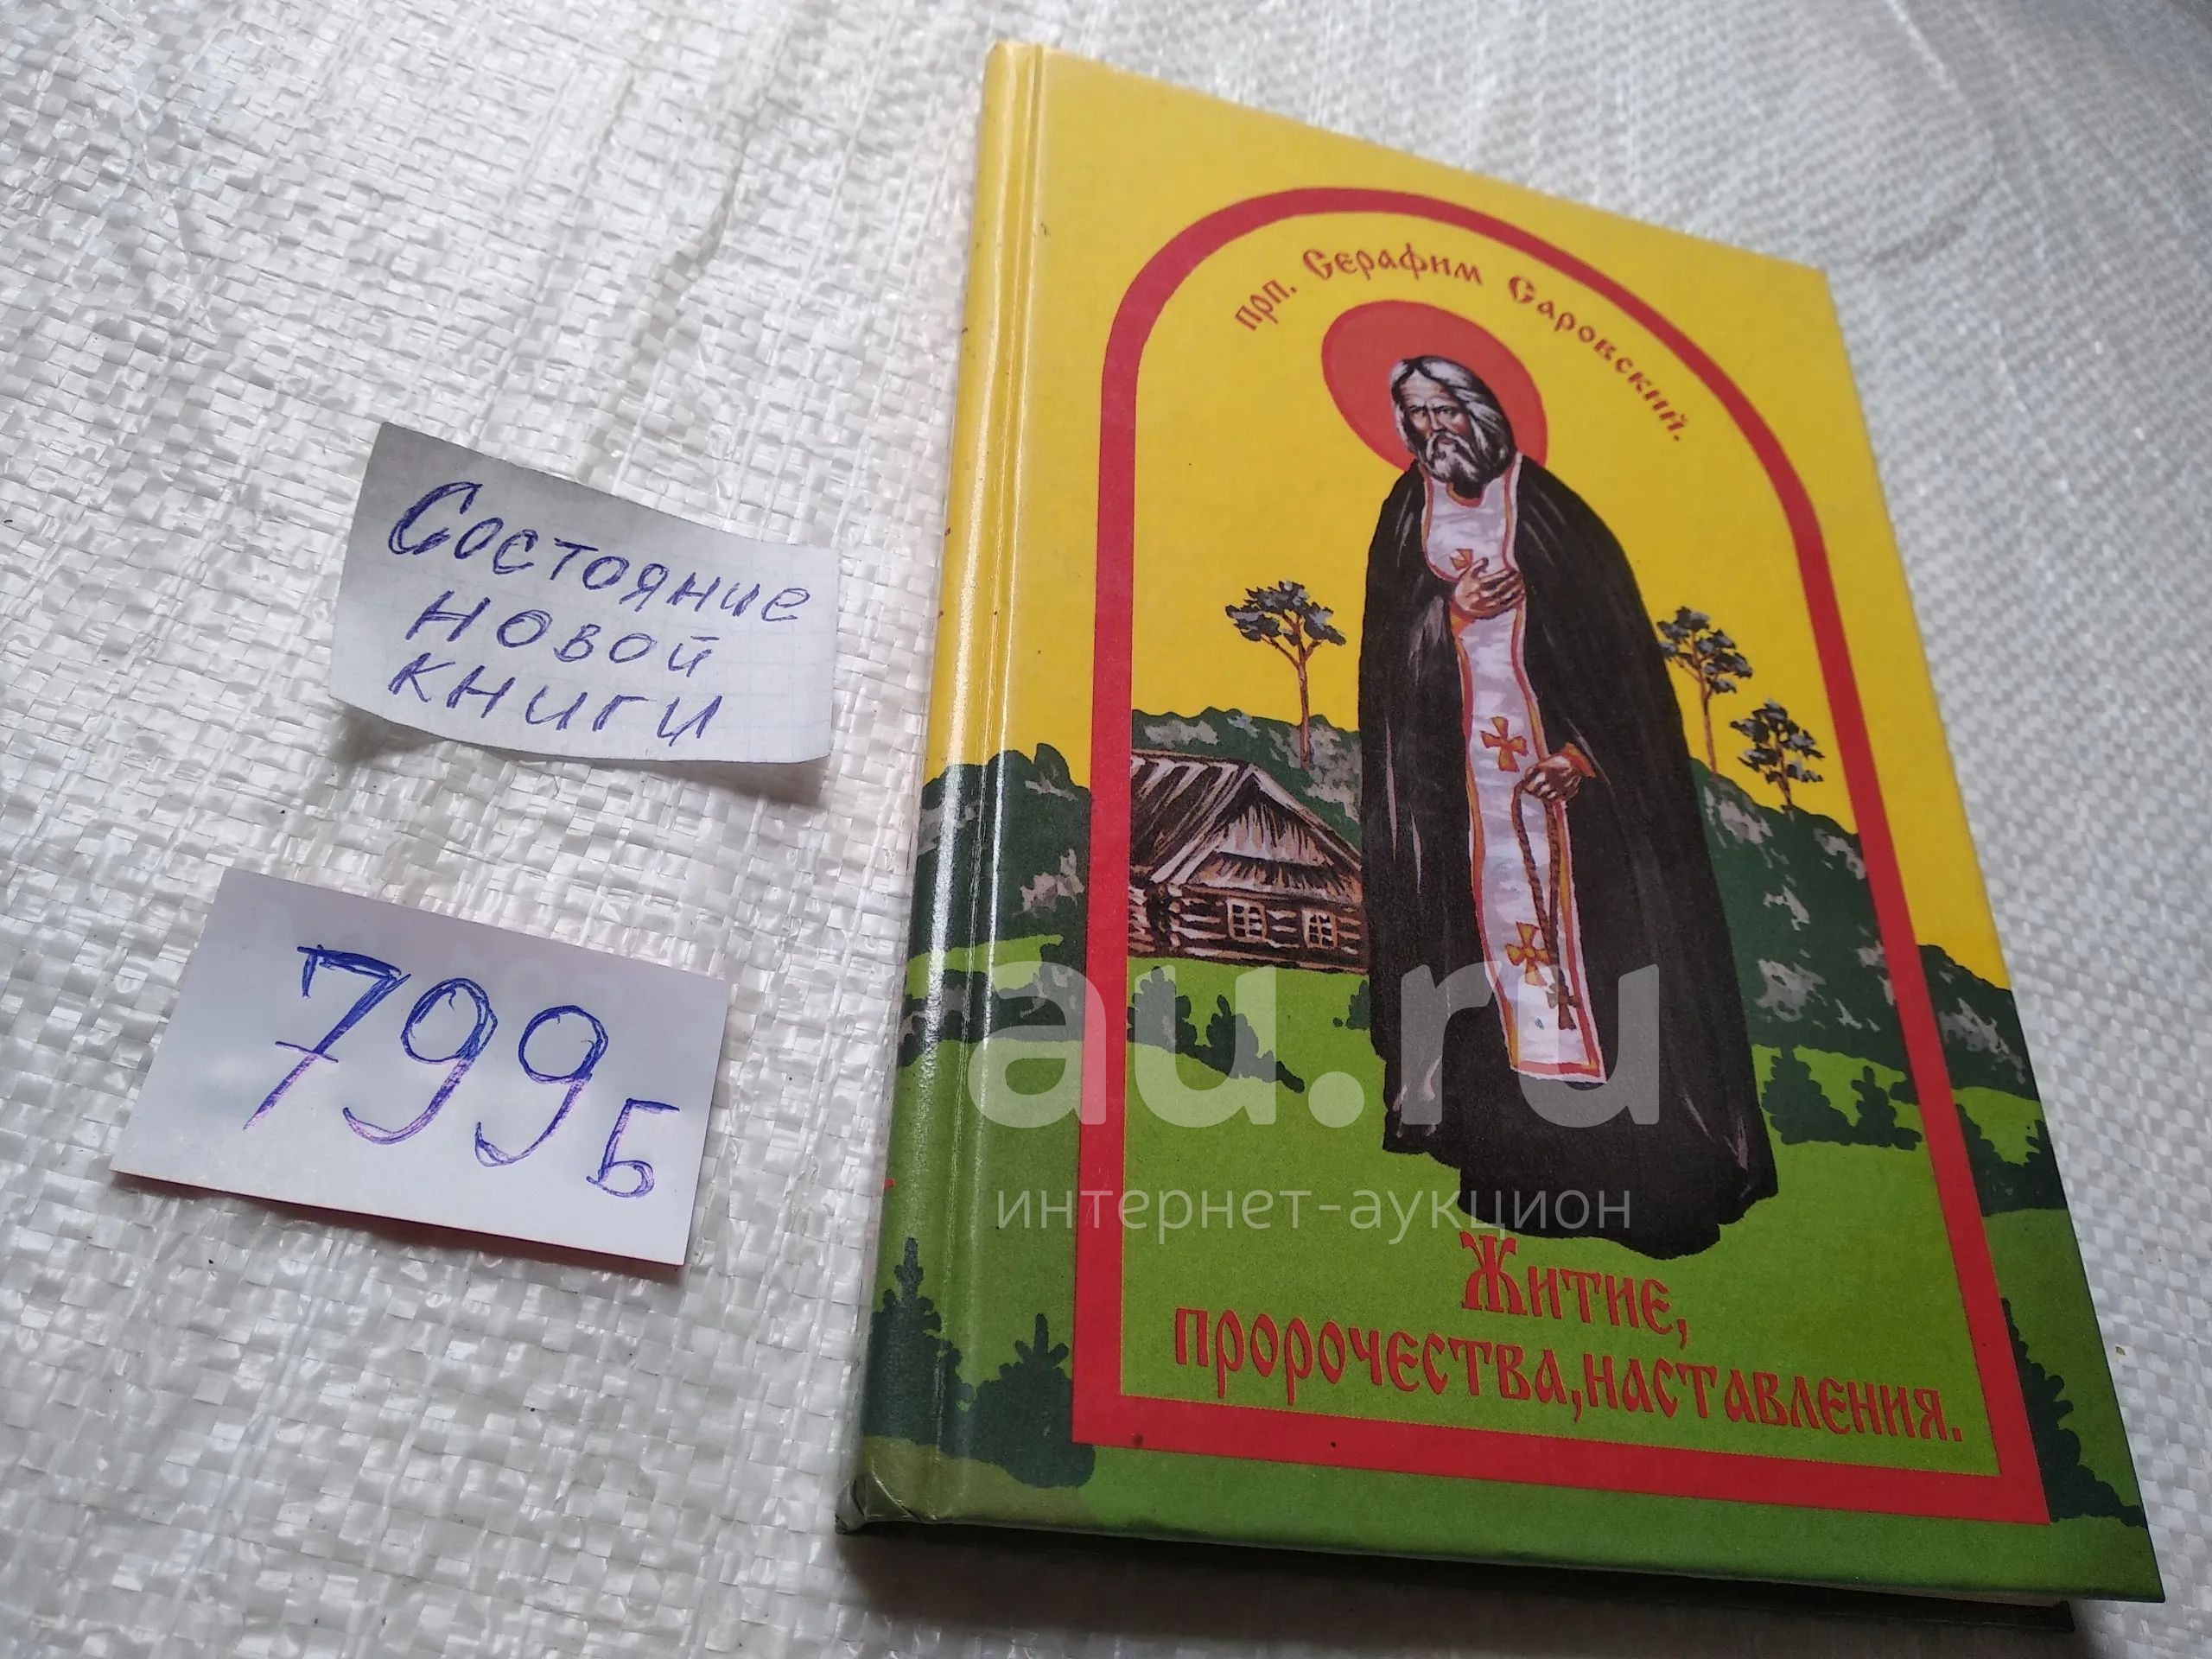 Состояние
новой
книги
799Б
прп. Серафим Саровский.
Житие,
пророчества, наставления.
au.ru
интернет-аукцион